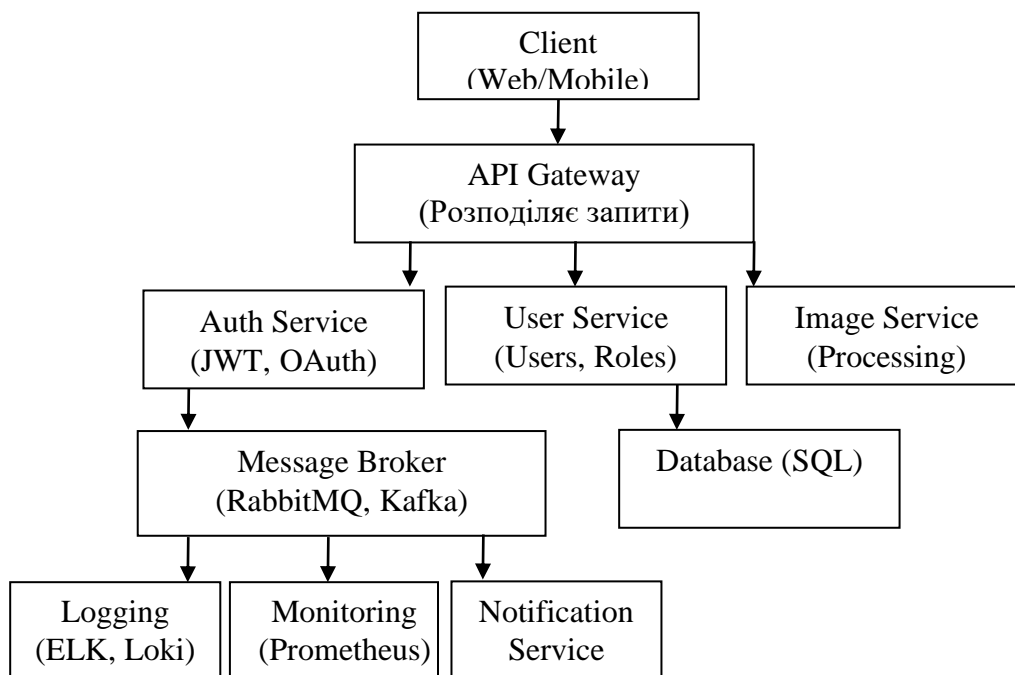 Client
(Web/Mobile)
API Gateway
(Розподіляє запити)
Auth Service
(JWT, OAuth)
User Service
(Users, Roles)
Image Service
(Processing)
Message Broker
(RabbitMQ, Kafka)
Database (SQL)
Logging
(ELK, Loki)
Monitoring
(Prometheus)
Notification
Service